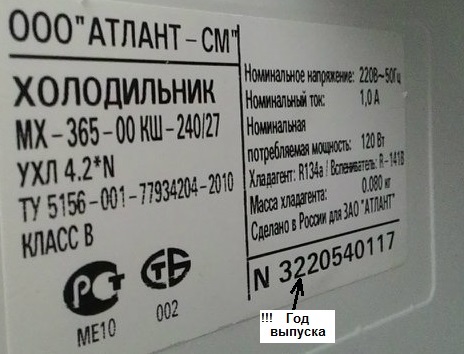 ООО"АТЛАНТ-СМ"
ХОЛОДИЛЬНИК
МХ-365-00 КШ-240/27
УХЛ 4.2*N
ТУ 5156-001-77934204-2010
КЛАСС В
РС
МЕ10
СТБ
002
Номинальное напряжение: 220В~50Гц
Номинальный ток: 1,0 А
Номинальная
потребляемая мощность: 120 Вт
Хладагент: R134a / Вспениватель: R-141B
Масса хладагента: 0.080 кг
Сделано в России для ЗАО "АТЛАНТ"
N 3220540117
!!! Год
выпуска